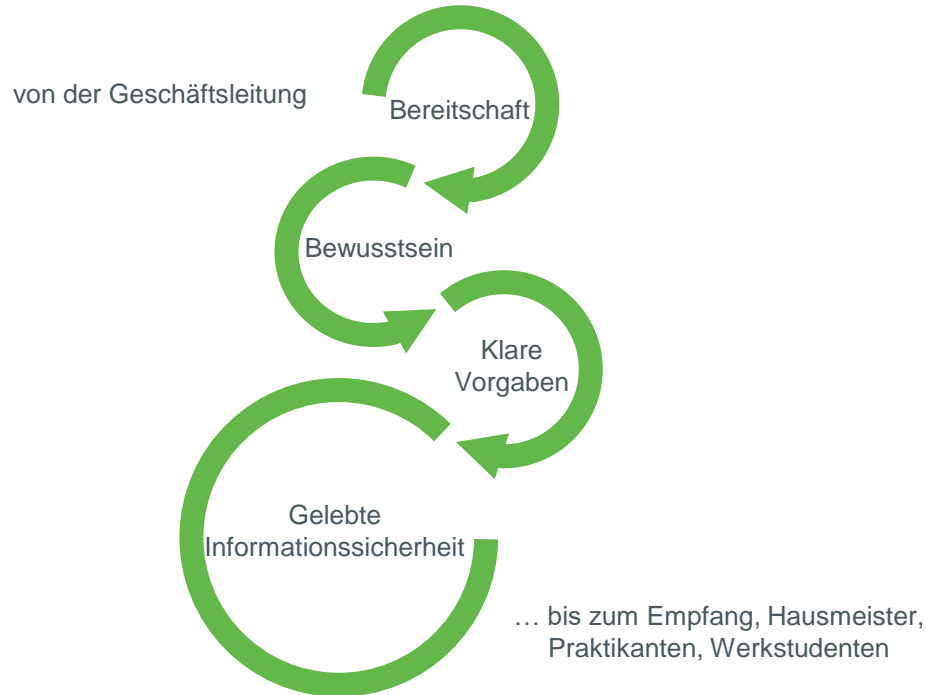 von der Geschäftsleitung
Bereitschaft
Bewusstsein
Klare
Vorgaben
Gelebte
Informationssicherheit
… bis zum Empfang, Hausmeister,
Praktikanten, Werkstudenten